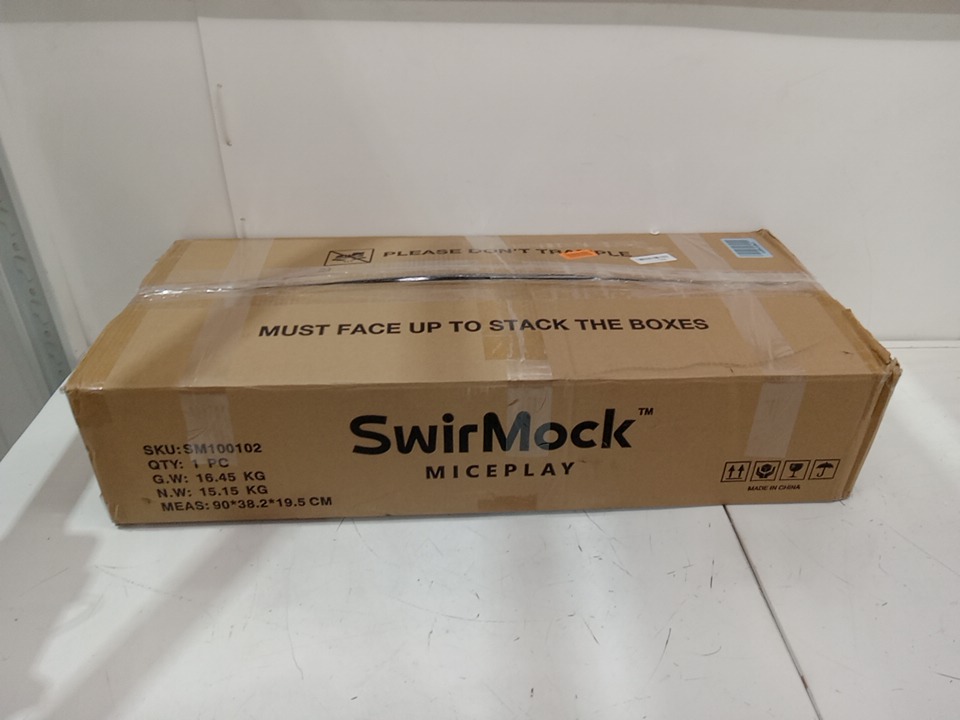 PLEASE DON'T TRAMPLE
MUST FACE UP TO STACK THE BOXES
SwirMock™
MICEPLAY
SKU:SM100102
QTY: 1 PC
G.W: 16.45 KG
N.W: 15.15 KG
MEAS: 90*38.2*19.5 CM
MADE IN CHINA